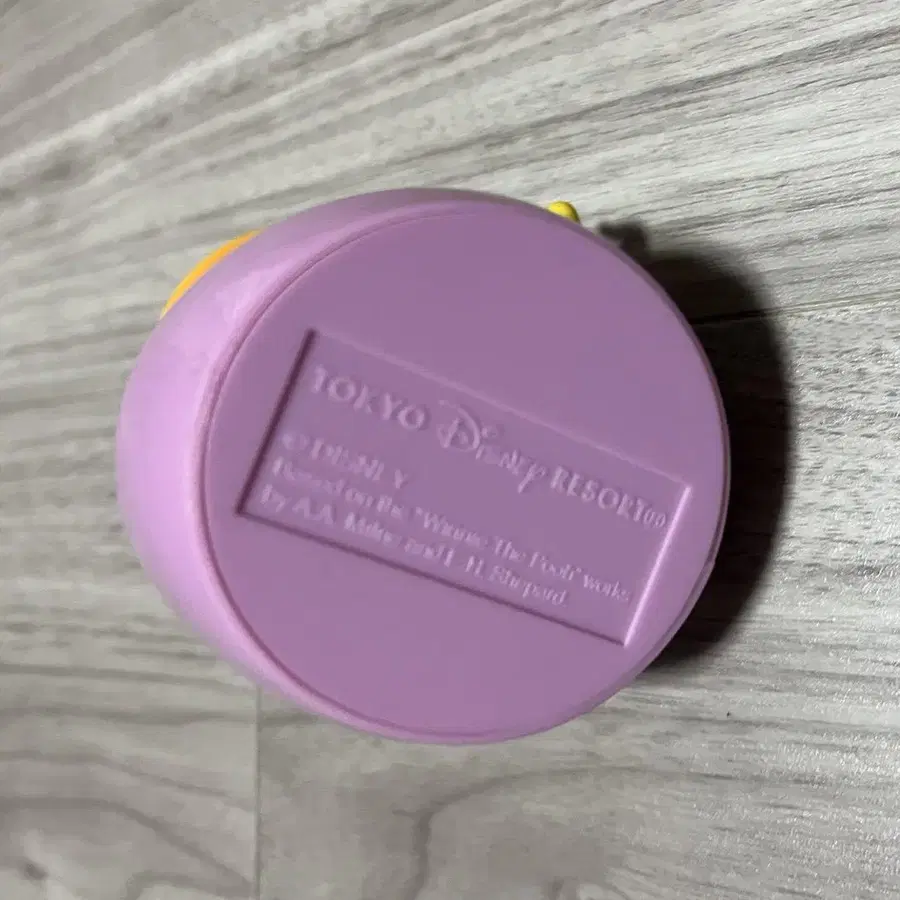 TOKYO Disney RESORT®
© DISNEY
Based on the "Winnie The Pooh" works
by A.A. Milne and E.H. Shepard.